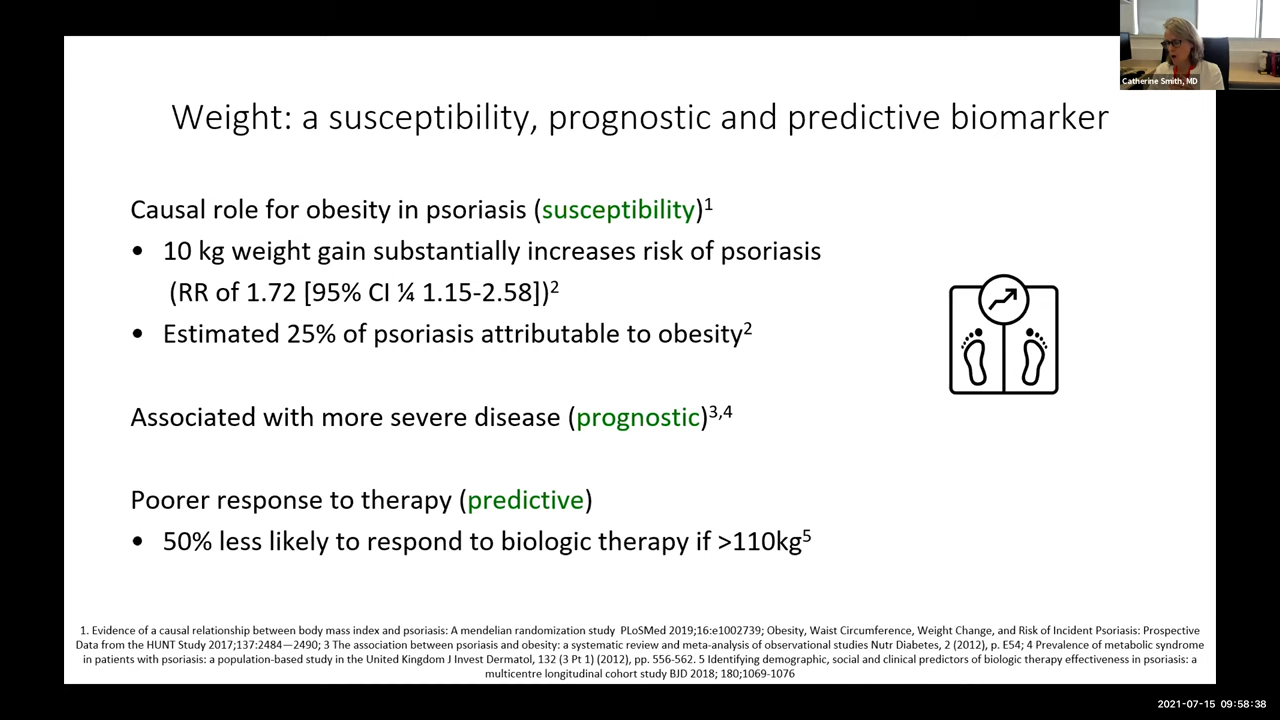 Catherine Smith, MD
Weight: a susceptibility, prognostic and predictive biomarker
Causal role for obesity in psoriasis (susceptibility)1
• 10 kg weight gain substantially increases risk of psoriasis
(RR of 1.72 [95% CI ¼ 1.15-2.58])2
• Estimated 25% of psoriasis attributable to obesity2
Associated with more severe disease (prognostic)3,4
Poorer response to therapy (predictive)
• 50% less likely to respond to biologic therapy if >110kg5
1. Evidence of a causal relationship between body mass index and psoriasis: A mendelian randomization study PLoSMed 2019;16:e1002739; Obesity, Waist Circumference, Weight Change, and Risk of Incident Psoriasis: Prospective
Data from the HUNT Study 2017;137:2484—2490; 3 The association between psoriasis and obesity: a systematic review and meta-analysis of observational studies Nutr Diabetes, 2 (2012), p. E54; 4 Prevalence of metabolic syndrome
in patients with psoriasis: a population-based study in the United Kingdom J Invest Dermatol, 132 (3 Pt 1) (2012), pp. 556-562. 5 Identifying demographic, social and clinical predictors of biologic therapy effectiveness in psoriasis: a
multicentre longitudinal cohort study BJD 2018; 180;1069-1076
2021-07-15 09:58:38